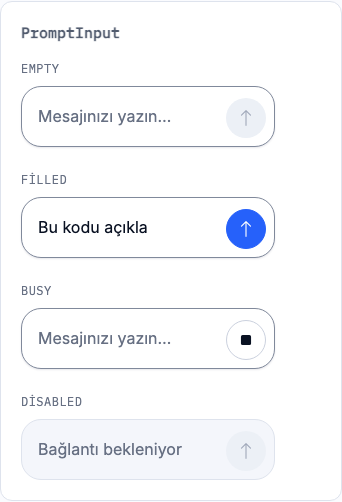 PromptInput
EMPTY
Mesajınızı yazın...
FİLLED
Bu kodu açıkla
BUSY
Mesajınızı yazın...
DİSABLED
Bağlantı bekleniyor